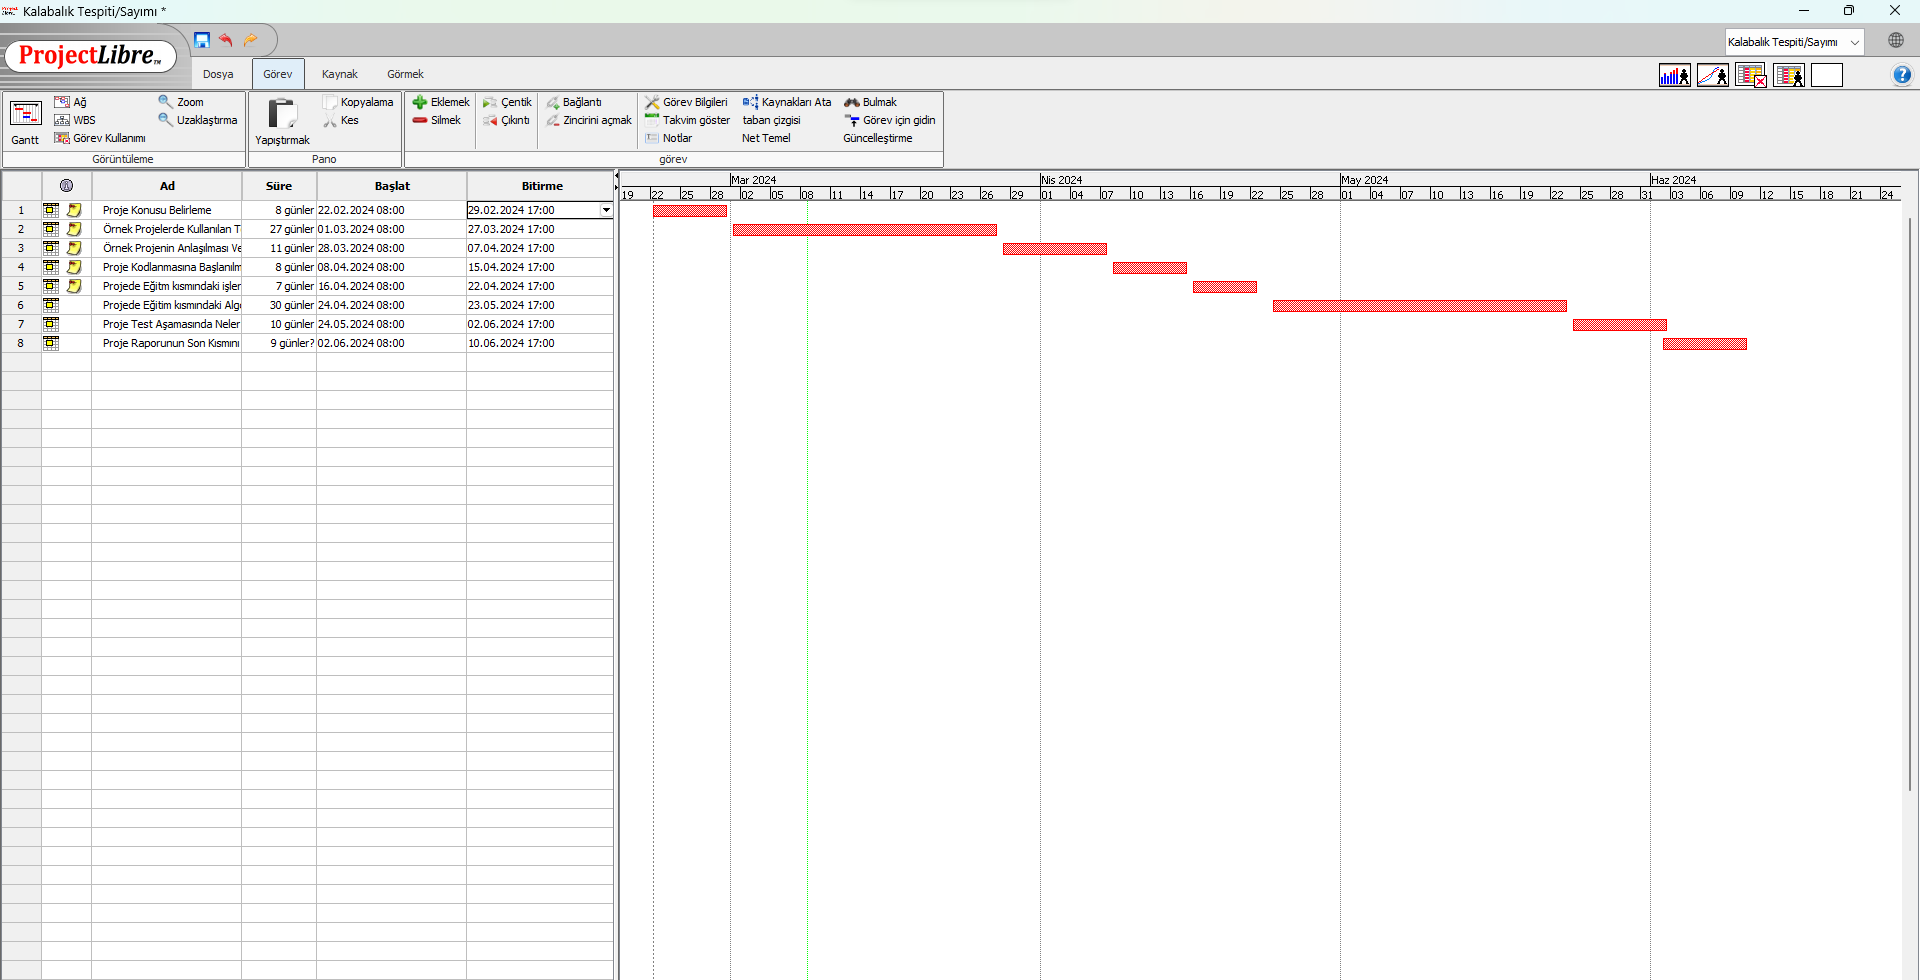 Kalabalık Tespiti/Sayımı *
ProjectLibre™
Kalabalık Tespiti/Sayımı
Dosya Görev Kaynak Görmek
Gantt
Ağ
WBS
Görev Kullanımı
Zoom
Uzaklaştırma
Görüntüleme
Yapıştırmak
Kopyalama
Kes
Pano
Eklemek
Silmek
Çentik
Çıkıntı
Bağlantı
Zincirini açmak
Görev Bilgileri
Takvim göster
Notlar
Kaynakları Ata
taban çizgisi
Net Temel
Bulmak
Görev için gidin
Güncelleştirme
görev
Ad Süre Başlat Bitirme
1 Proje Konusu Belirleme 8 günler 22.02.2024 08:00 29.02.2024 17:00
2 Örnek Projelerde Kullanılan T 27 günler 01.03.2024 08:00 27.03.2024 17:00
3 Örnek Projenin Anlaşılması Ve 11 günler 28.03.2024 08:00 07.04.2024 17:00
4 Proje Kodlanmasına Başlanılm 8 günler 08.04.2024 08:00 15.04.2024 17:00
5 Projede Eğitm kısmındaki işler 7 günler 16.04.2024 08:00 22.04.2024 17:00
6 Projede Eğitim kısmındaki Algo 30 günler 24.04.2024 08:00 23.05.2024 17:00
7 Proje Test Aşamasında Neler 10 günler 24.05.2024 08:00 02.06.2024 17:00
8 Proje Raporunun Son Kısmını 9 günler? 02.06.2024 08:00 10.06.2024 17:00
Mar 2024 Nis 2024 May 2024 Haz 2024
19 22 25 28 02 05 08 11 14 17 20 23 26 29 01 04 07 10 13 16 19 22 25 28 01 04 07 10 13 16 19 22 25 28 31 03 06 09 12 15 18 21 24